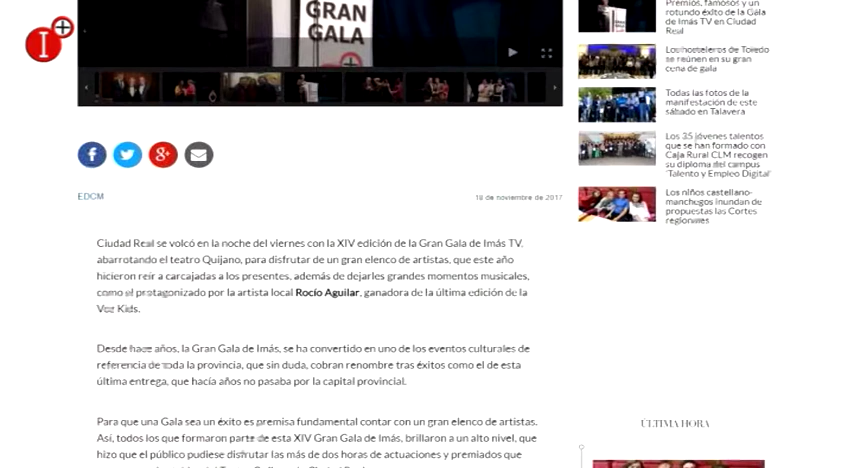 GRAN
GALA
Premios, famosos y un
rotundo éxito de la Gala
de Imás TV en Ciudad
Real
Los hosteleros de Toledo
se reúnen en su gran
cena de gala
Todas las fotos de la
manifestación de este
sábado en Talavera
Los 35 jóvenes talentos
que se han formado con
Caja Rural CLM recogen
su diploma del campus
'Talento y Empleo Digital'
Los niños castellano-
manchegos inundan de
propuestas las Cortes
regionales
EDCM
18 de noviembre de 2017
Ciudad Real se volcó en la noche del viernes con la XIV edición de la Gran Gala de Imás TV,
abarrotando el teatro Quijano, para disfrutar de un gran elenco de artistas, que este año
hicieron reír a carcajadas a los presentes, además de dejarles grandes momentos musicales,
como el protagonizado por la artista local Rocío Aguilar, ganadora de la última edición de la
Voz Kids.
Desde hace años, la Gran Gala de Imás, se ha convertido en uno de los eventos culturales de
referencia de toda la provincia, que sin duda, cobran renombre tras éxitos como el de esta
última entrega, que hacía años no pasaba por la capital provincial.
Para que una Gala sea un éxito es premisa fundamental contar con un gran elenco de artistas.
Así, todos los que formaron parte de esta XIV Gran Gala de Imás, brillaron a un alto nivel, que
hizo que el público pudiese disfrutar las más de dos horas de actuaciones y premiados que
ÚLTIMA HORA